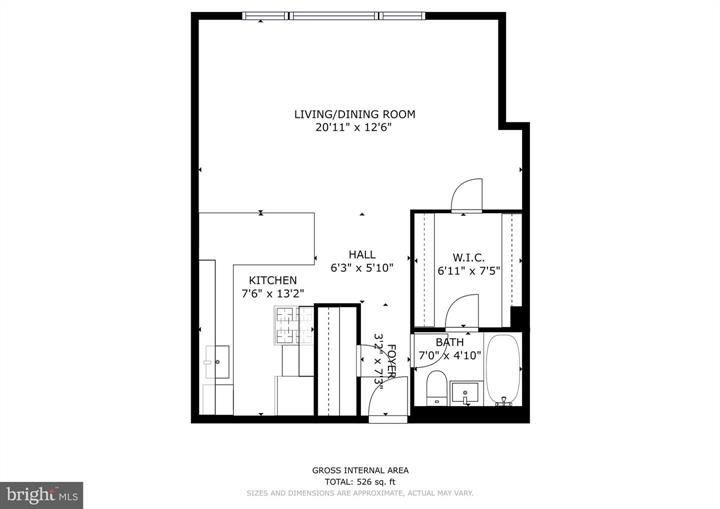 LIVING/DINING ROOM
20'11" x 12'6"
HALL
6'3" x 5'10"
W.I.C.
6'11" x 7'5"
KITCHEN
7'6" x 13'2"
FOYER
3'2" x 7'3"
BATH
7'0" x 4'10"
GROSS INTERNAL AREA
TOTAL: 526 sq. ft
SIZES AND DIMENSIONS ARE APPROXIMATE, ACTUAL MAY VARY.
bright MLS